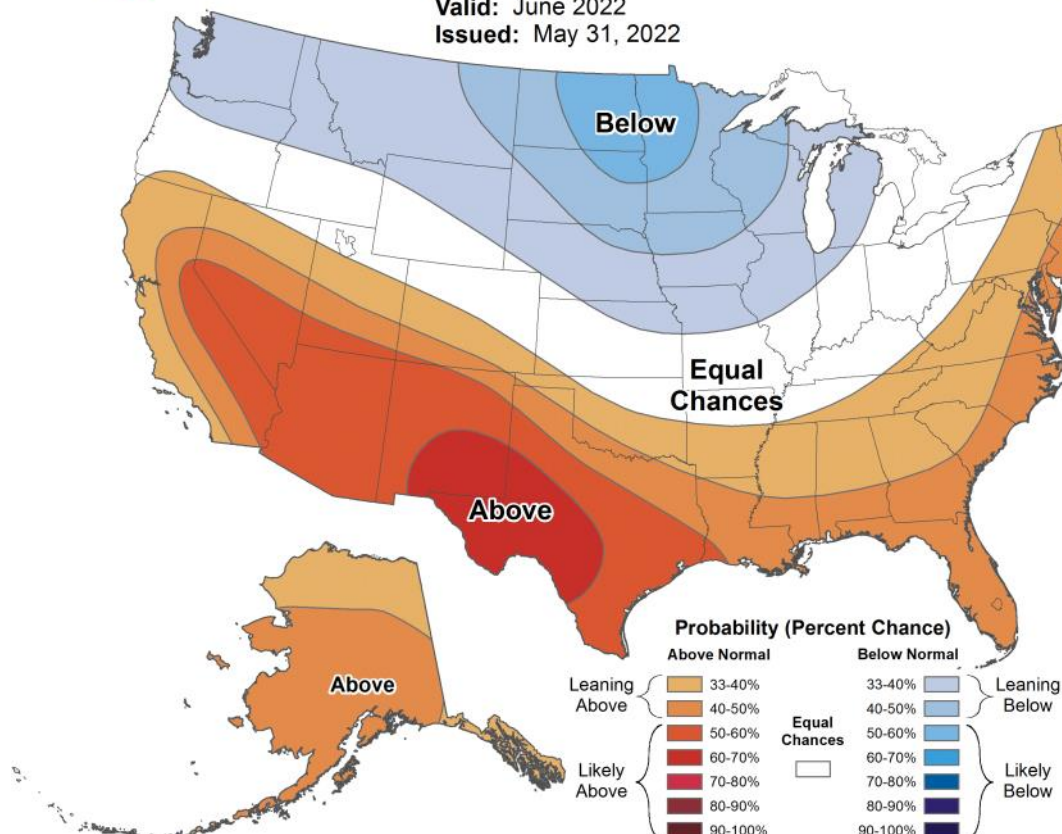 Valid: June 2022
Issued: May 31, 2022
Below
Equal
Chances
Above
Above
Probability (Percent Chance)
Above Normal
Below Normal
Leaning
Above
33-40%
40-50%
Likely
Above
50-60%
60-70%
70-80%
80-90%
90-100%
Equal
Chances
33-40%
40-50%
Leaning
Below
50-60%
60-70%
70-80%
80-90%
90-100%
Likely
Below